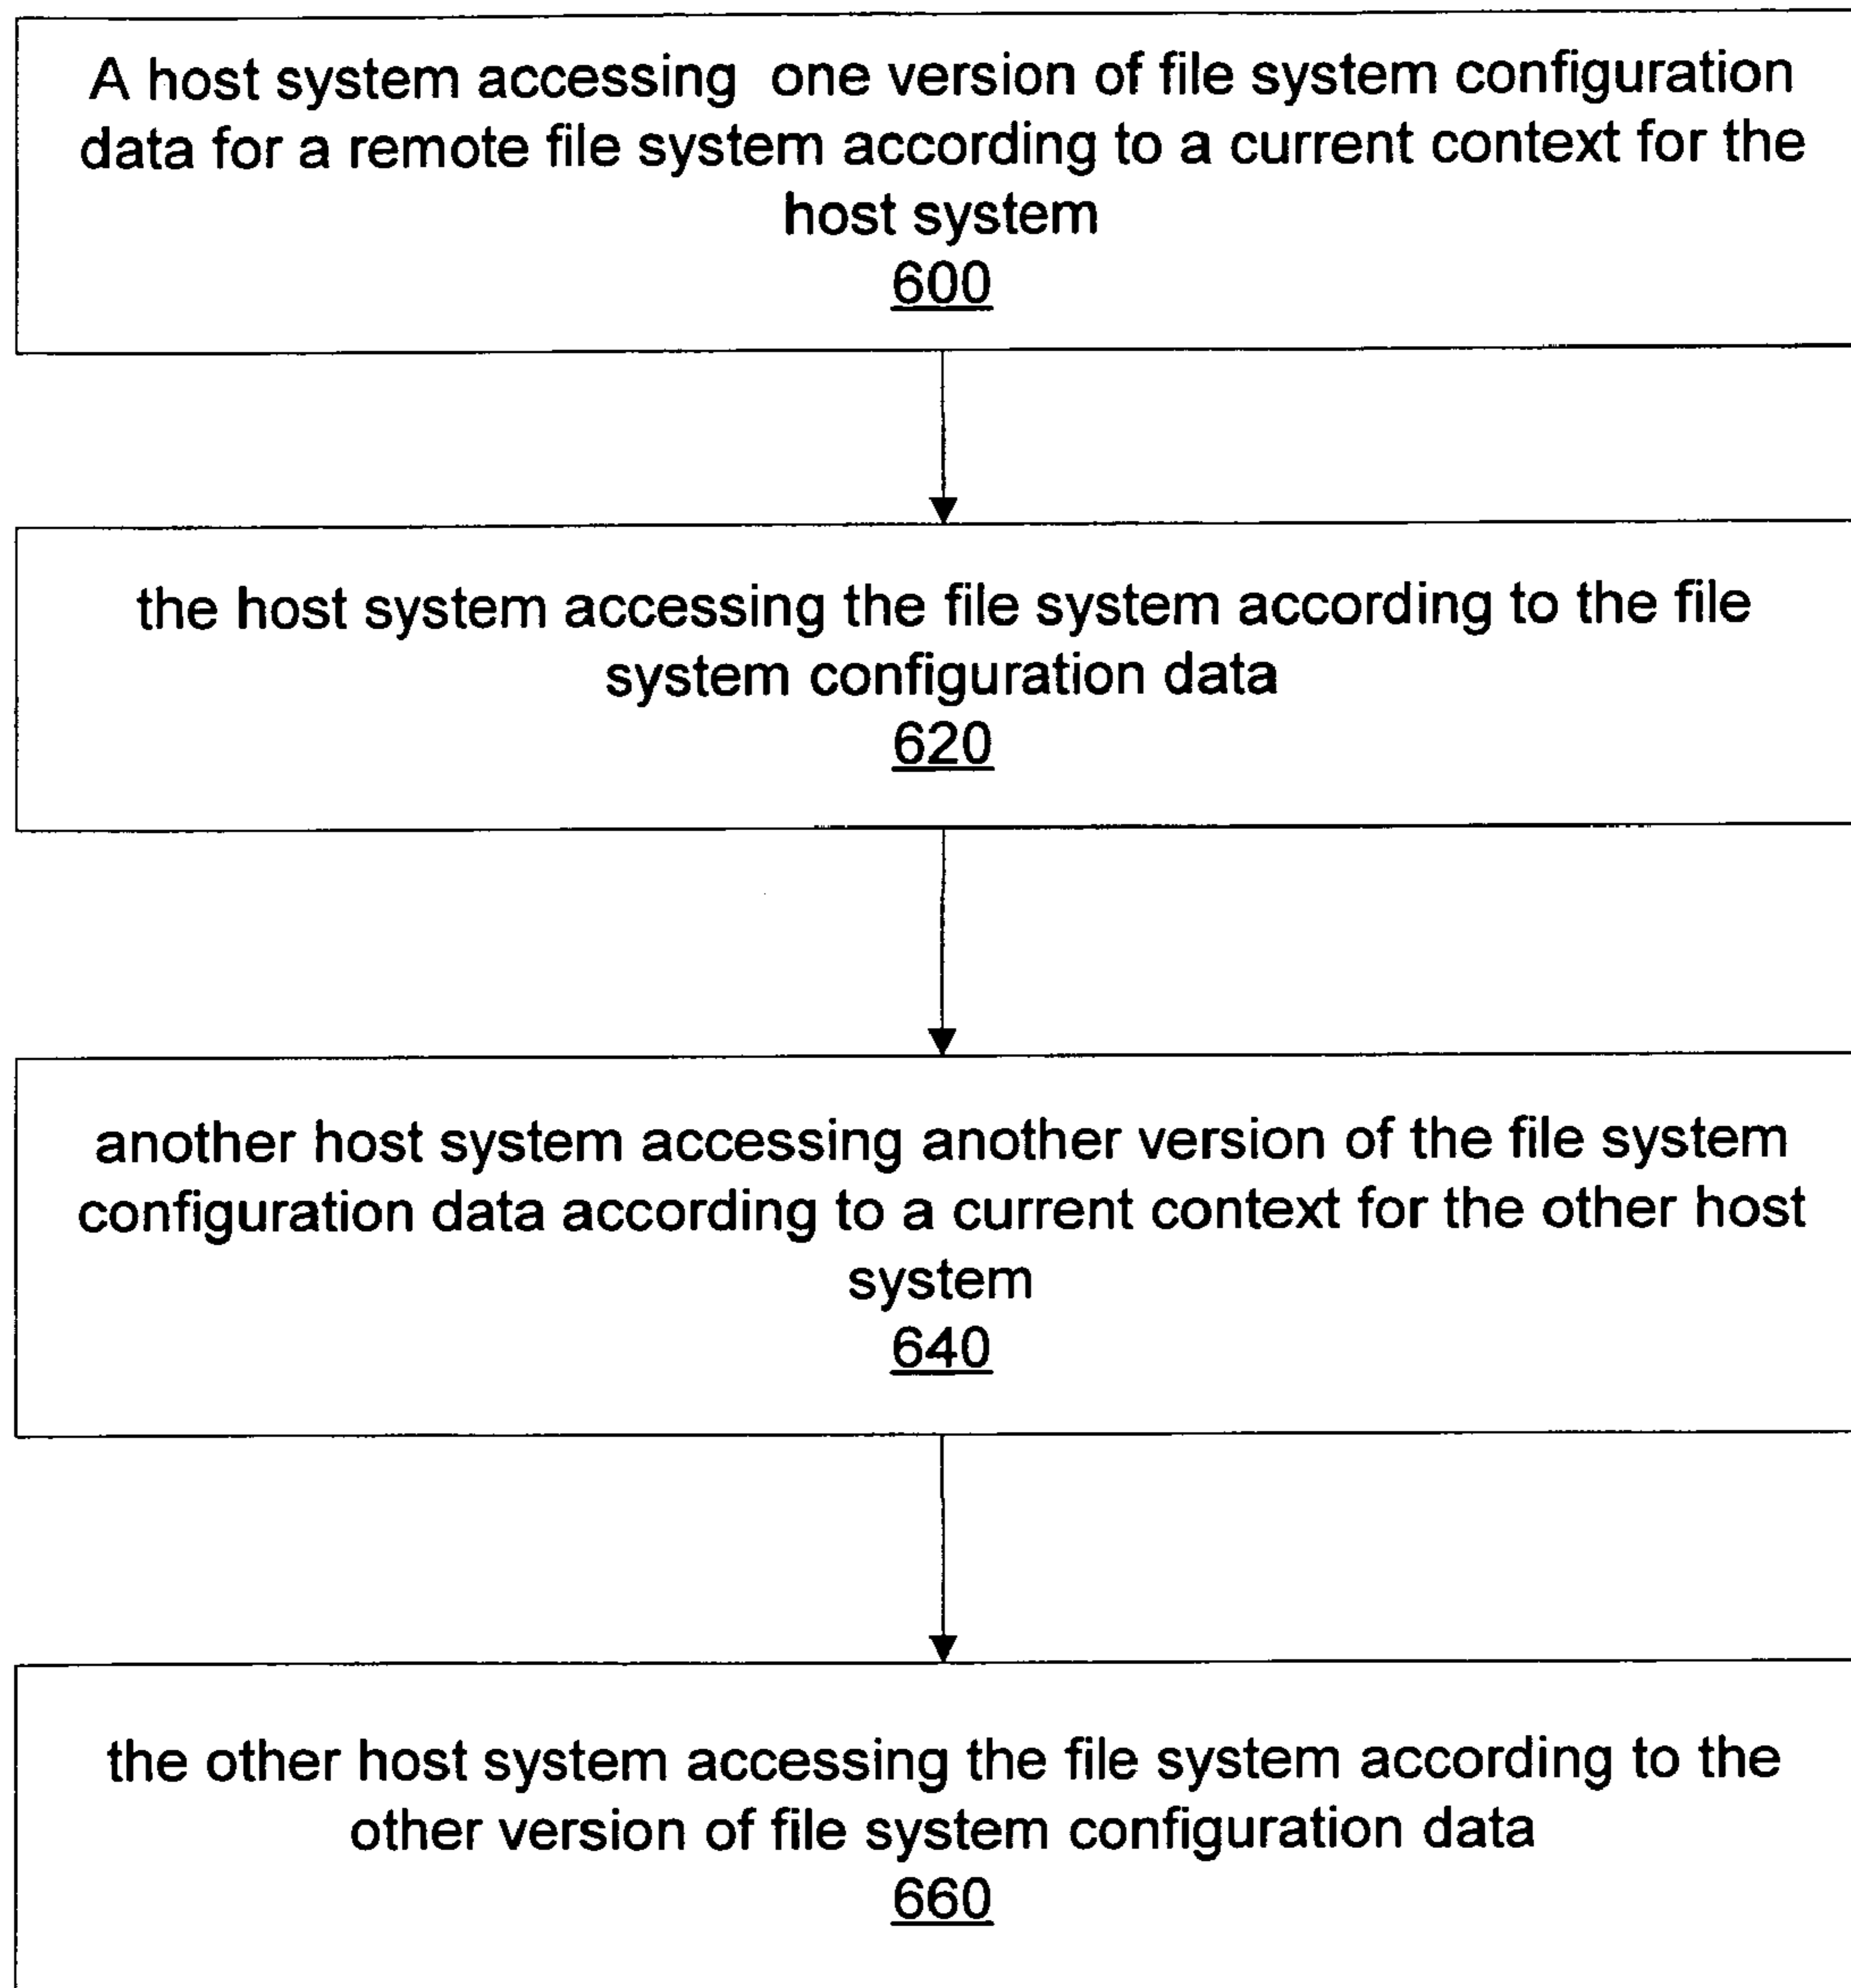 A host system accessing one version of file system configuration
data for a remote file system according to a current context for the
host system
600
the host system accessing the file system according to the file
system configuration data
620
another host system accessing another version of the file system
configuration data according to a current context for the other host
system
640
the other host system accessing the file system according to the
other version of file system configuration data
660